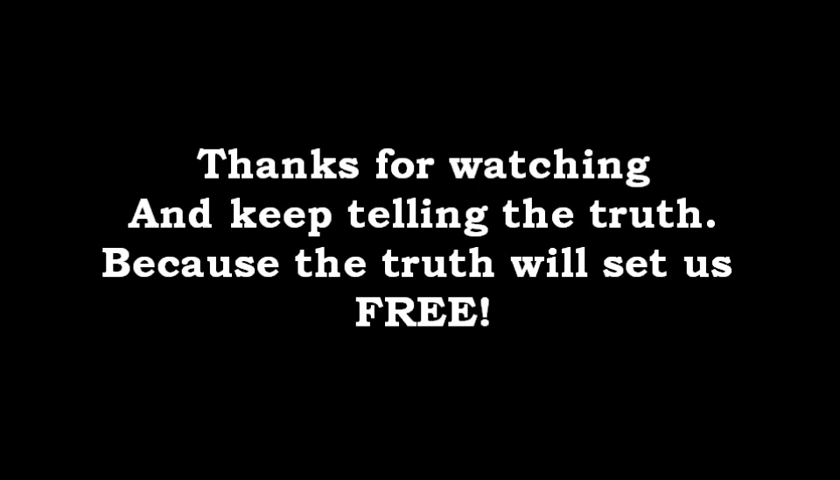 Thanks for watching
And keep telling the truth.
Because the truth will set us
FREE!